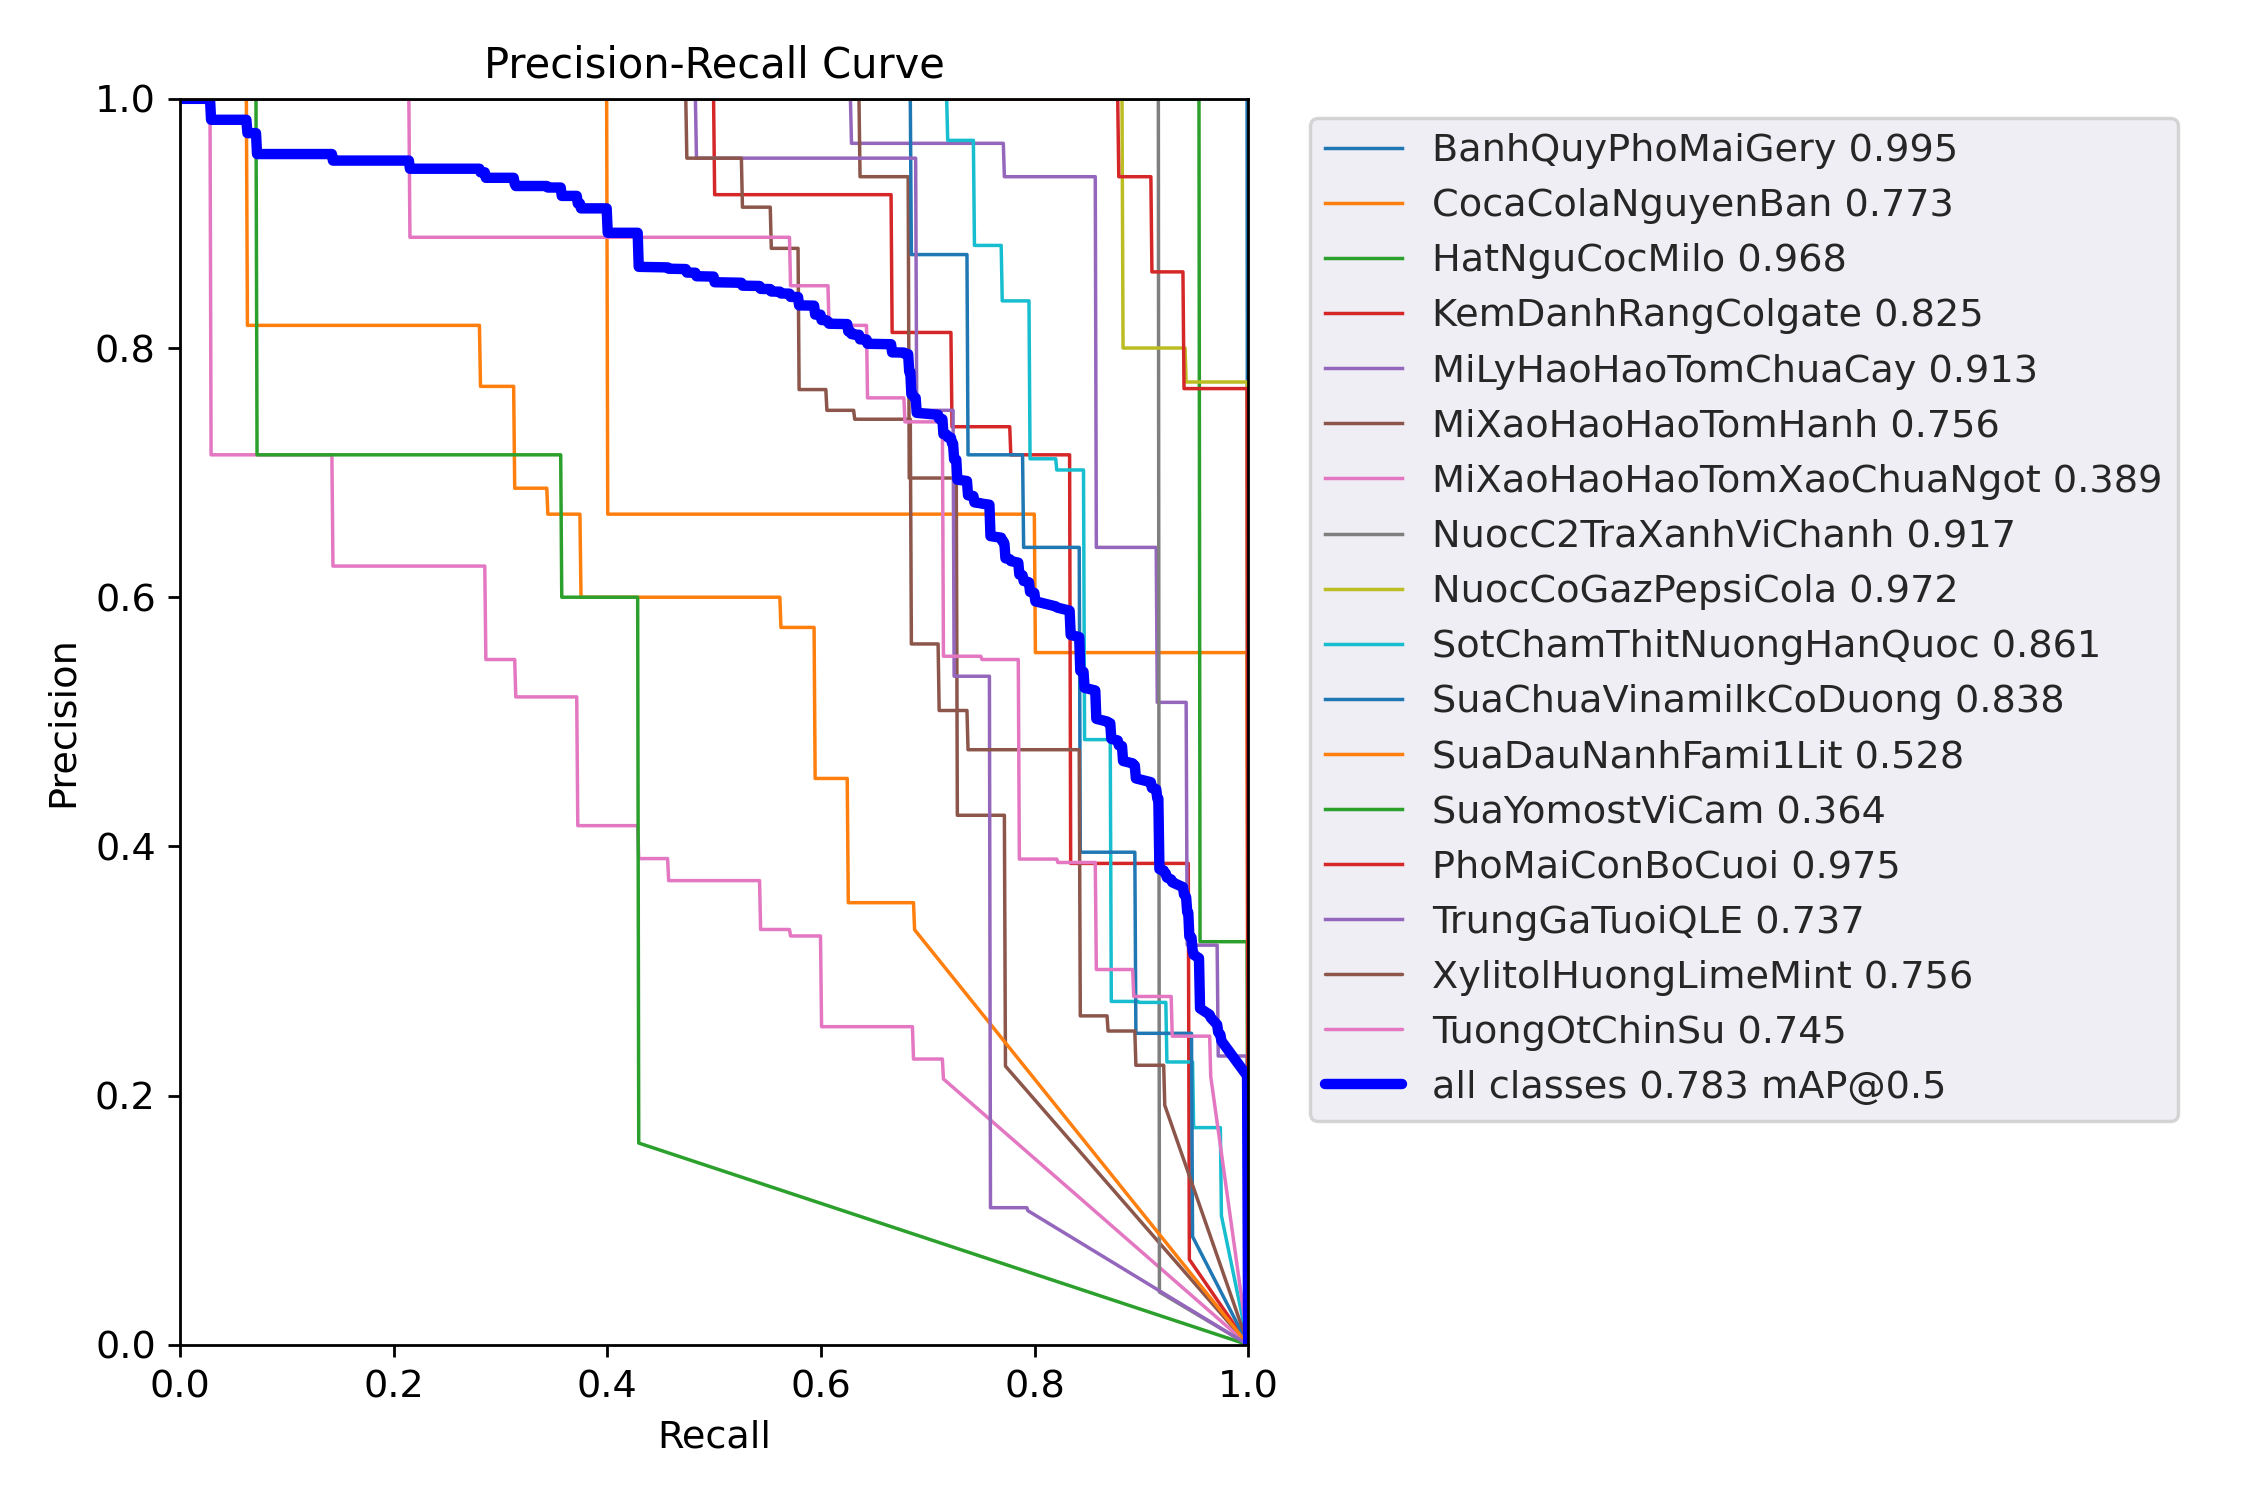 Precision-Recall Curve
1.0
0.8
0.6
0.4
0.2
0.0
Precision
0.0 0.2 0.4 0.6 0.8 1.0
Recall
BanhQuyPhoMaiGery 0.995
CocaColaNguyenBan 0.773
HatNguCocMilo 0.968
KemDanhRangColgate 0.825
MiLyHaoHaoTomChuaCay 0.913
MiXaoHaoHaoTomHanh 0.756
MiXaoHaoHaoTomXaoChuaNgot 0.389
NuocC2TraXanhViChanh 0.917
NuocCoGazPepsiCola 0.972
SotChamThitNuongHanQuoc 0.861
SuaChuaVinamilkCoDuong 0.838
SuaDauNanhFami1Lit 0.528
SuaYomostViCam 0.364
PhoMaiConBoCuoi 0.975
TrungGaTuoiQLE 0.737
XylitolHuongLimeMint 0.756
TuongOtChinSu 0.745
all classes 0.783 mAP@0.5